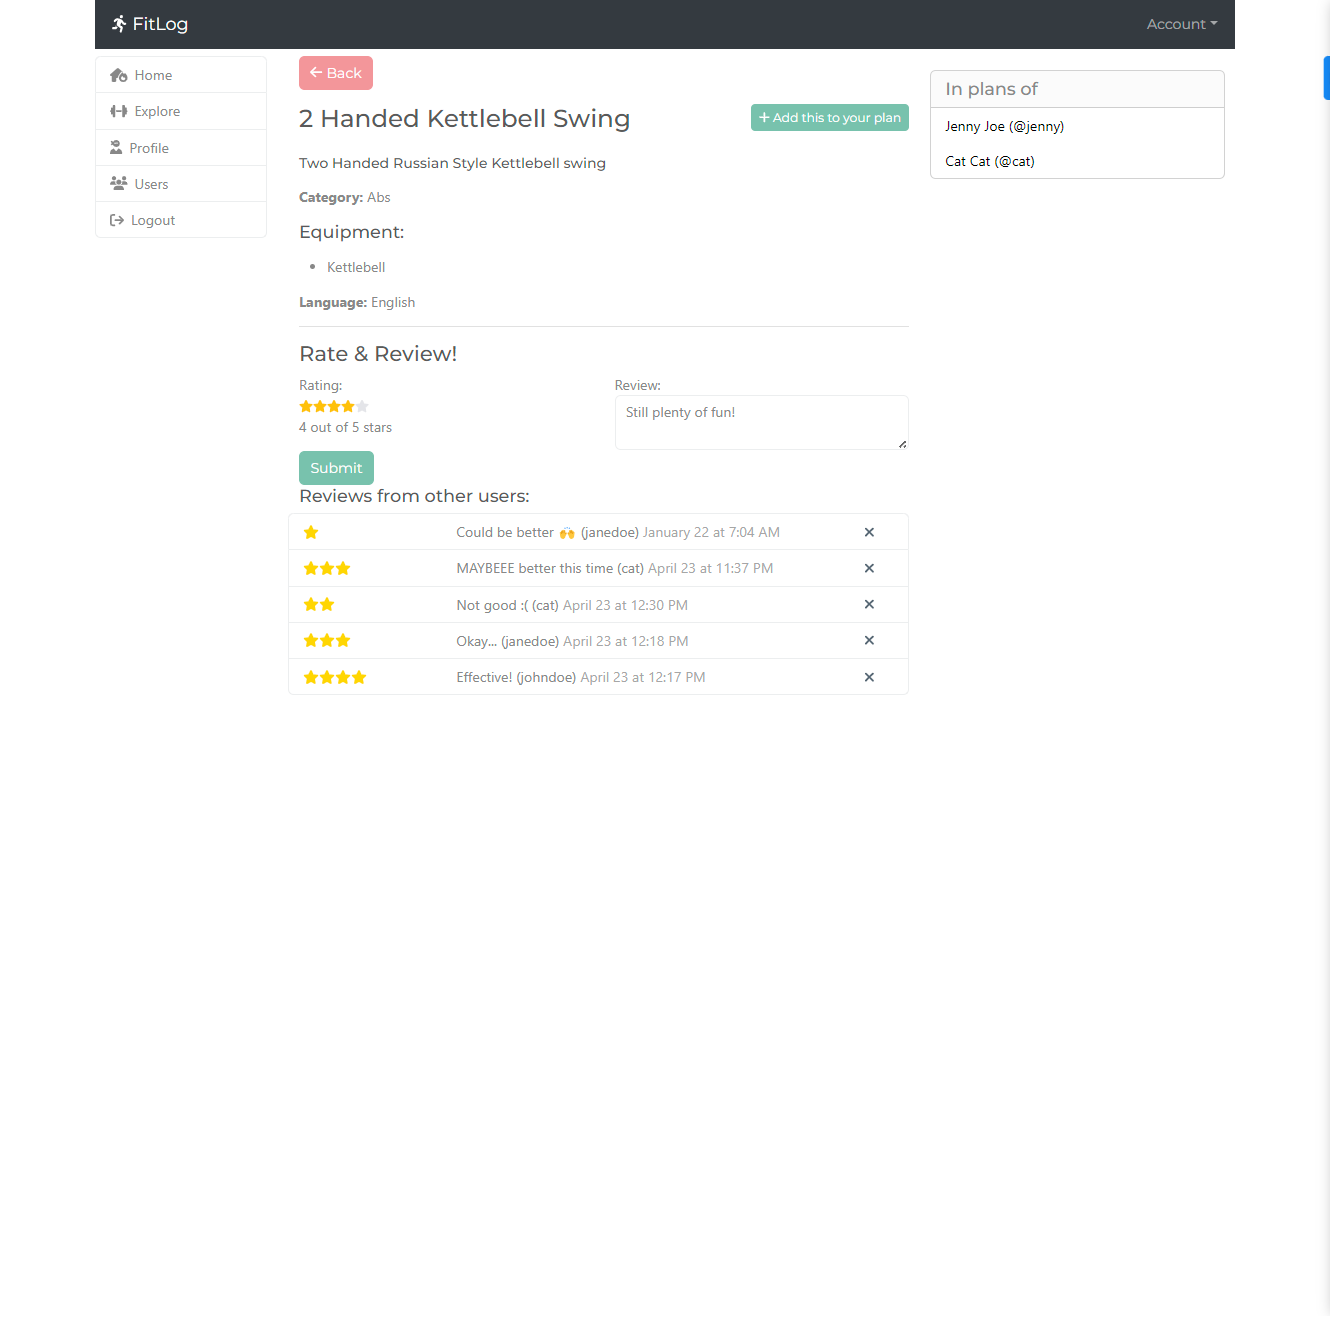 FitLog
Account
Home
Explore
Profile
Users
Logout
Back
2 Handed Kettlebell Swing
+ Add this to your plan
Two Handed Russian Style Kettlebell swing
Category: Abs
Equipment:
• Kettlebell
Language: English
Rate & Review!
Rating:
4 out of 5 stars
Review:
Still plenty of fun!
Submit
Reviews from other users:
Could be better 🙌 (janedoe) January 22 at 7:04 AM
MAYBEEE better this time (cat) April 23 at 11:37 PM
Not good :( (cat) April 23 at 12:30 PM
Okay... (janedoe) April 23 at 12:18 PM
Effective! (johndoe) April 23 at 12:17 PM
In plans of
Jenny Joe (@jenny)
Cat Cat (@cat)